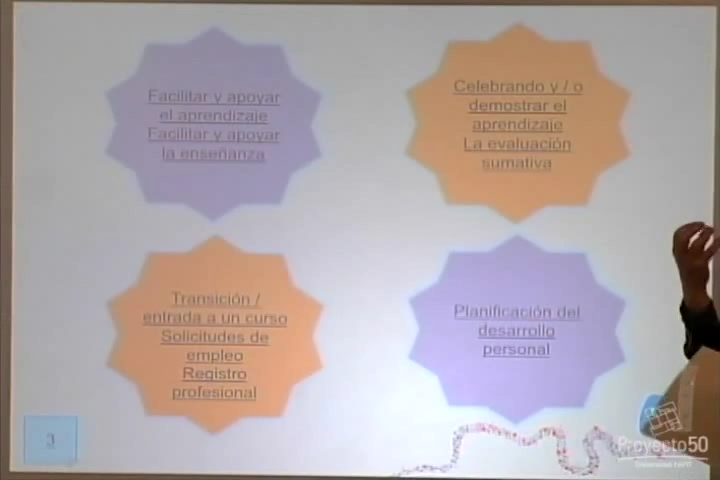 Facilitar y apoyar
el aprendizaje
Facilitar y apoyar
la enseñanza
Celebrando y / o
demostrar el
aprendizaje
La evaluación
sumativa
Transición /
entrada a un curso
Solicitudes de
empleo
Registro
profesional
Planificación del
desarrollo
personal
3
Proyecto50